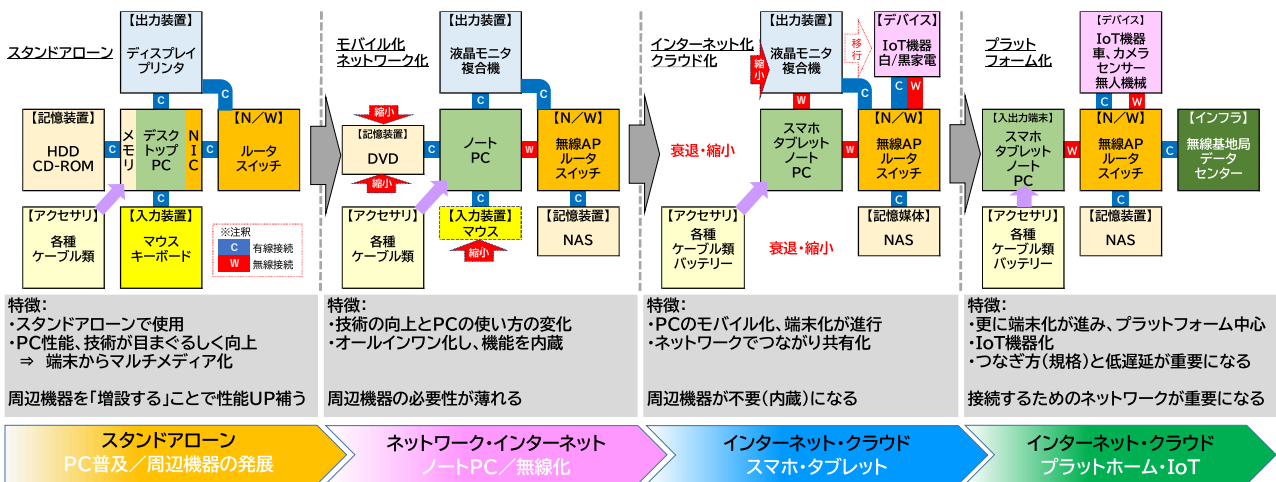 スタンドアローン
【出力装置】
ディスプレイ
プリンタ
C
C
【記憶装置】
HDD
CD-ROM
C
メモリ
デスク
トップ
PC
NIC
C
【N／W】
ルータ
スイッチ
C
【アクセサリ】
各種
ケーブル類
【入力装置】
マウス
キーボード
※注釈
C 有線接続
W 無線接続
特徴：
・スタンドアローンで使用
・PC性能、技術が目まぐるしく向上
⇒ 端末からマルチメディア化
周辺機器を「増設する」ことで性能UP補う
スタンドアローン
PC普及／周辺機器の発展
モバイル化
ネットワーク化
【出力装置】
液晶モニタ
複合機
C
C
縮小
【記憶装置】
DVD
縮小
C
ノート
PC
W
【N／W】
無線AP
ルータ
スイッチ
C
C
【アクセサリ】
各種
ケーブル類
【入力装置】
マウス
縮小
【記憶装置】
NAS
特徴：
・技術の向上とPCの使い方の変化
・オールインワン化し、機能を内蔵
周辺機器の必要性が薄れる
ネットワーク・インターネット
ノートPC／無線化
インターネット化
クラウド化
縮小
【出力装置】
液晶モニタ
複合機
移行
【デバイス】
IoT機器
白/黒家電
W
C
C
W
衰退・縮小
スマホ
タブレット
ノート
PC
W
【N／W】
無線AP
ルータ
スイッチ
C
【アクセサリ】
各種
ケーブル類
バッテリー
衰退・縮小
【記憶媒体】
NAS
特徴：
・PCのモバイル化、端末化が進行
・ネットワークでつながり共有化
周辺機器が不要（内蔵）になる
インターネット・クラウド
スマホ・タブレット
プラット
フォーム化
【デバイス】
IoT機器
車、カメラ
センサー
無人機械
C
W
【入出力端末】
スマホ
タブレット
ノート
PC
W
【N／W】
無線AP
ルータ
スイッチ
C
【インフラ】
無線基地局
データ
センター
C
【アクセサリ】
各種
ケーブル類
バッテリー
【記憶装置】
NAS
特徴：
・更に端末化が進み、プラットフォーム中心
・IoT機器化
・つなぎ方（規格）と低遅延が重要になる
接続するためのネットワークが重要になる
インターネット・クラウド
プラットホーム・IoT